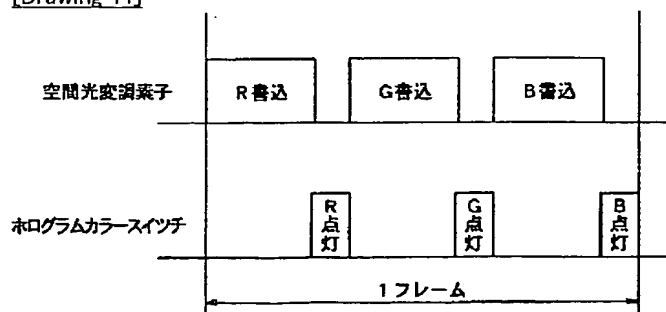 [Drawing 11]
空間光変調素子
R書込
G書込
B書込
ホログラムカラースイッチ
R点灯
G点灯
B点灯
1フレーム